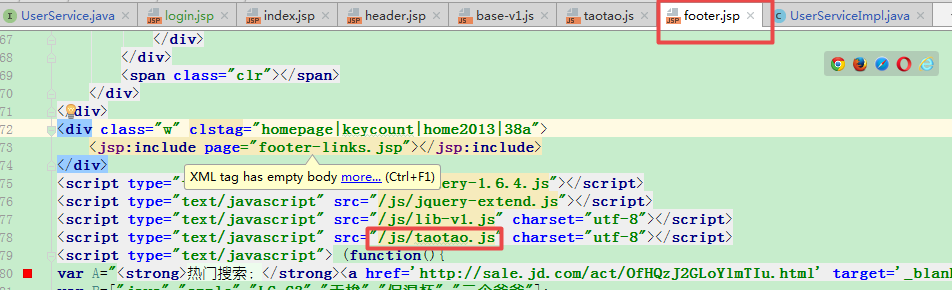 UserService.java login.jsp index.jsp header.jsp base-v1.js taotao.js footer.jsp UserServiceImpl.java
67 </div>
68 </div>
69 <span class="clr"></span>
70 </div>
71 </div>
72 <div class="w" clstag="homepage|keycount|home2013|38a">
73 <jsp:include page="footer-links.jsp"></jsp:include>
74 </div>
XML tag has empty body more... (Ctrl+F1)
75 <script type="t query-1.6.4.js"></script>
76 <script type="text/javascript" src="/js/jquery-extend.js"></script>
77 <script type="text/javascript" src="/js/lib-v1.js" charset="utf-8"></script>
78 <script type="text/javascript" src="/js/taotao.js" charset="utf-8"></script>
79 <script type="text/javascript"> (function(){
80 var A="<strong>热门搜索: </strong><a href='http://sale.jd.com/act/OfHQzJ2GLoYlmTIu.html' target='_blank